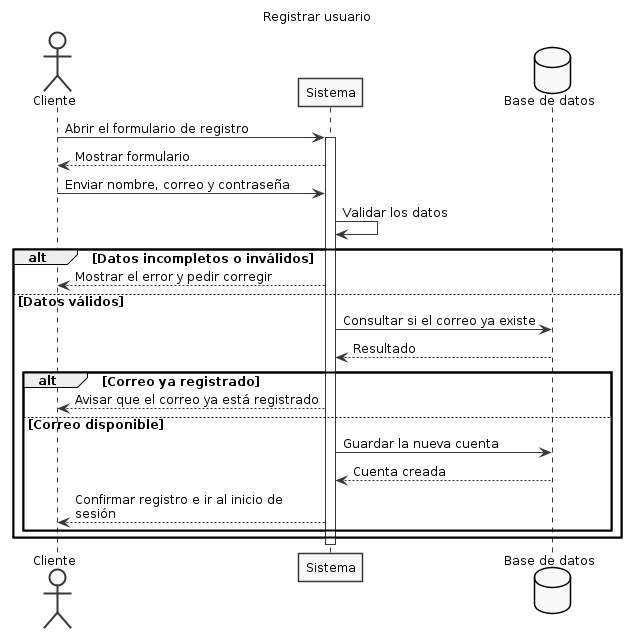 Registrar usuario
Cliente
Sistema
Base de datos
Abrir el formulario de registro
Mostrar formulario
Enviar nombre, correo y contraseña
Validar los datos
alt [Datos incompletos o inválidos]
Mostrar el error y pedir corregir
[Datos válidos]
Consultar si el correo ya existe
Resultado
alt [Correo ya registrado]
Avisar que el correo ya está registrado
[Correo disponible]
Guardar la nueva cuenta
Cuenta creada
Confirmar registro e ir al inicio de
sesión
Cliente
Sistema
Base de datos